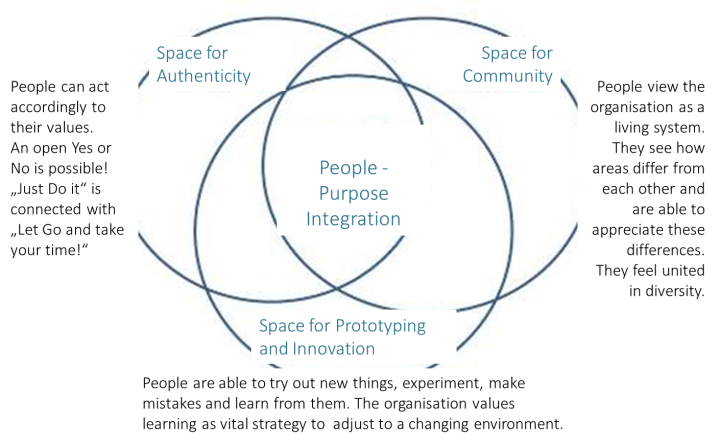 Space for
Authenticity
Space for
Community
People can act
accordingly to
their values.
An open Yes or
No is possible!
„Just Do it“ is
connected with
„Let Go and take
your time!“
People -
Purpose
Integration
People view the
organisation as a
living system.
They see how
areas differ from
each other and
are able to
appreciate these
differences.
They feel united
in diversity.
Space for Prototyping
and Innovation
People are able to try out new things, experiment, make
mistakes and learn from them. The organisation values
learning as vital strategy to  adjust to a changing environment.